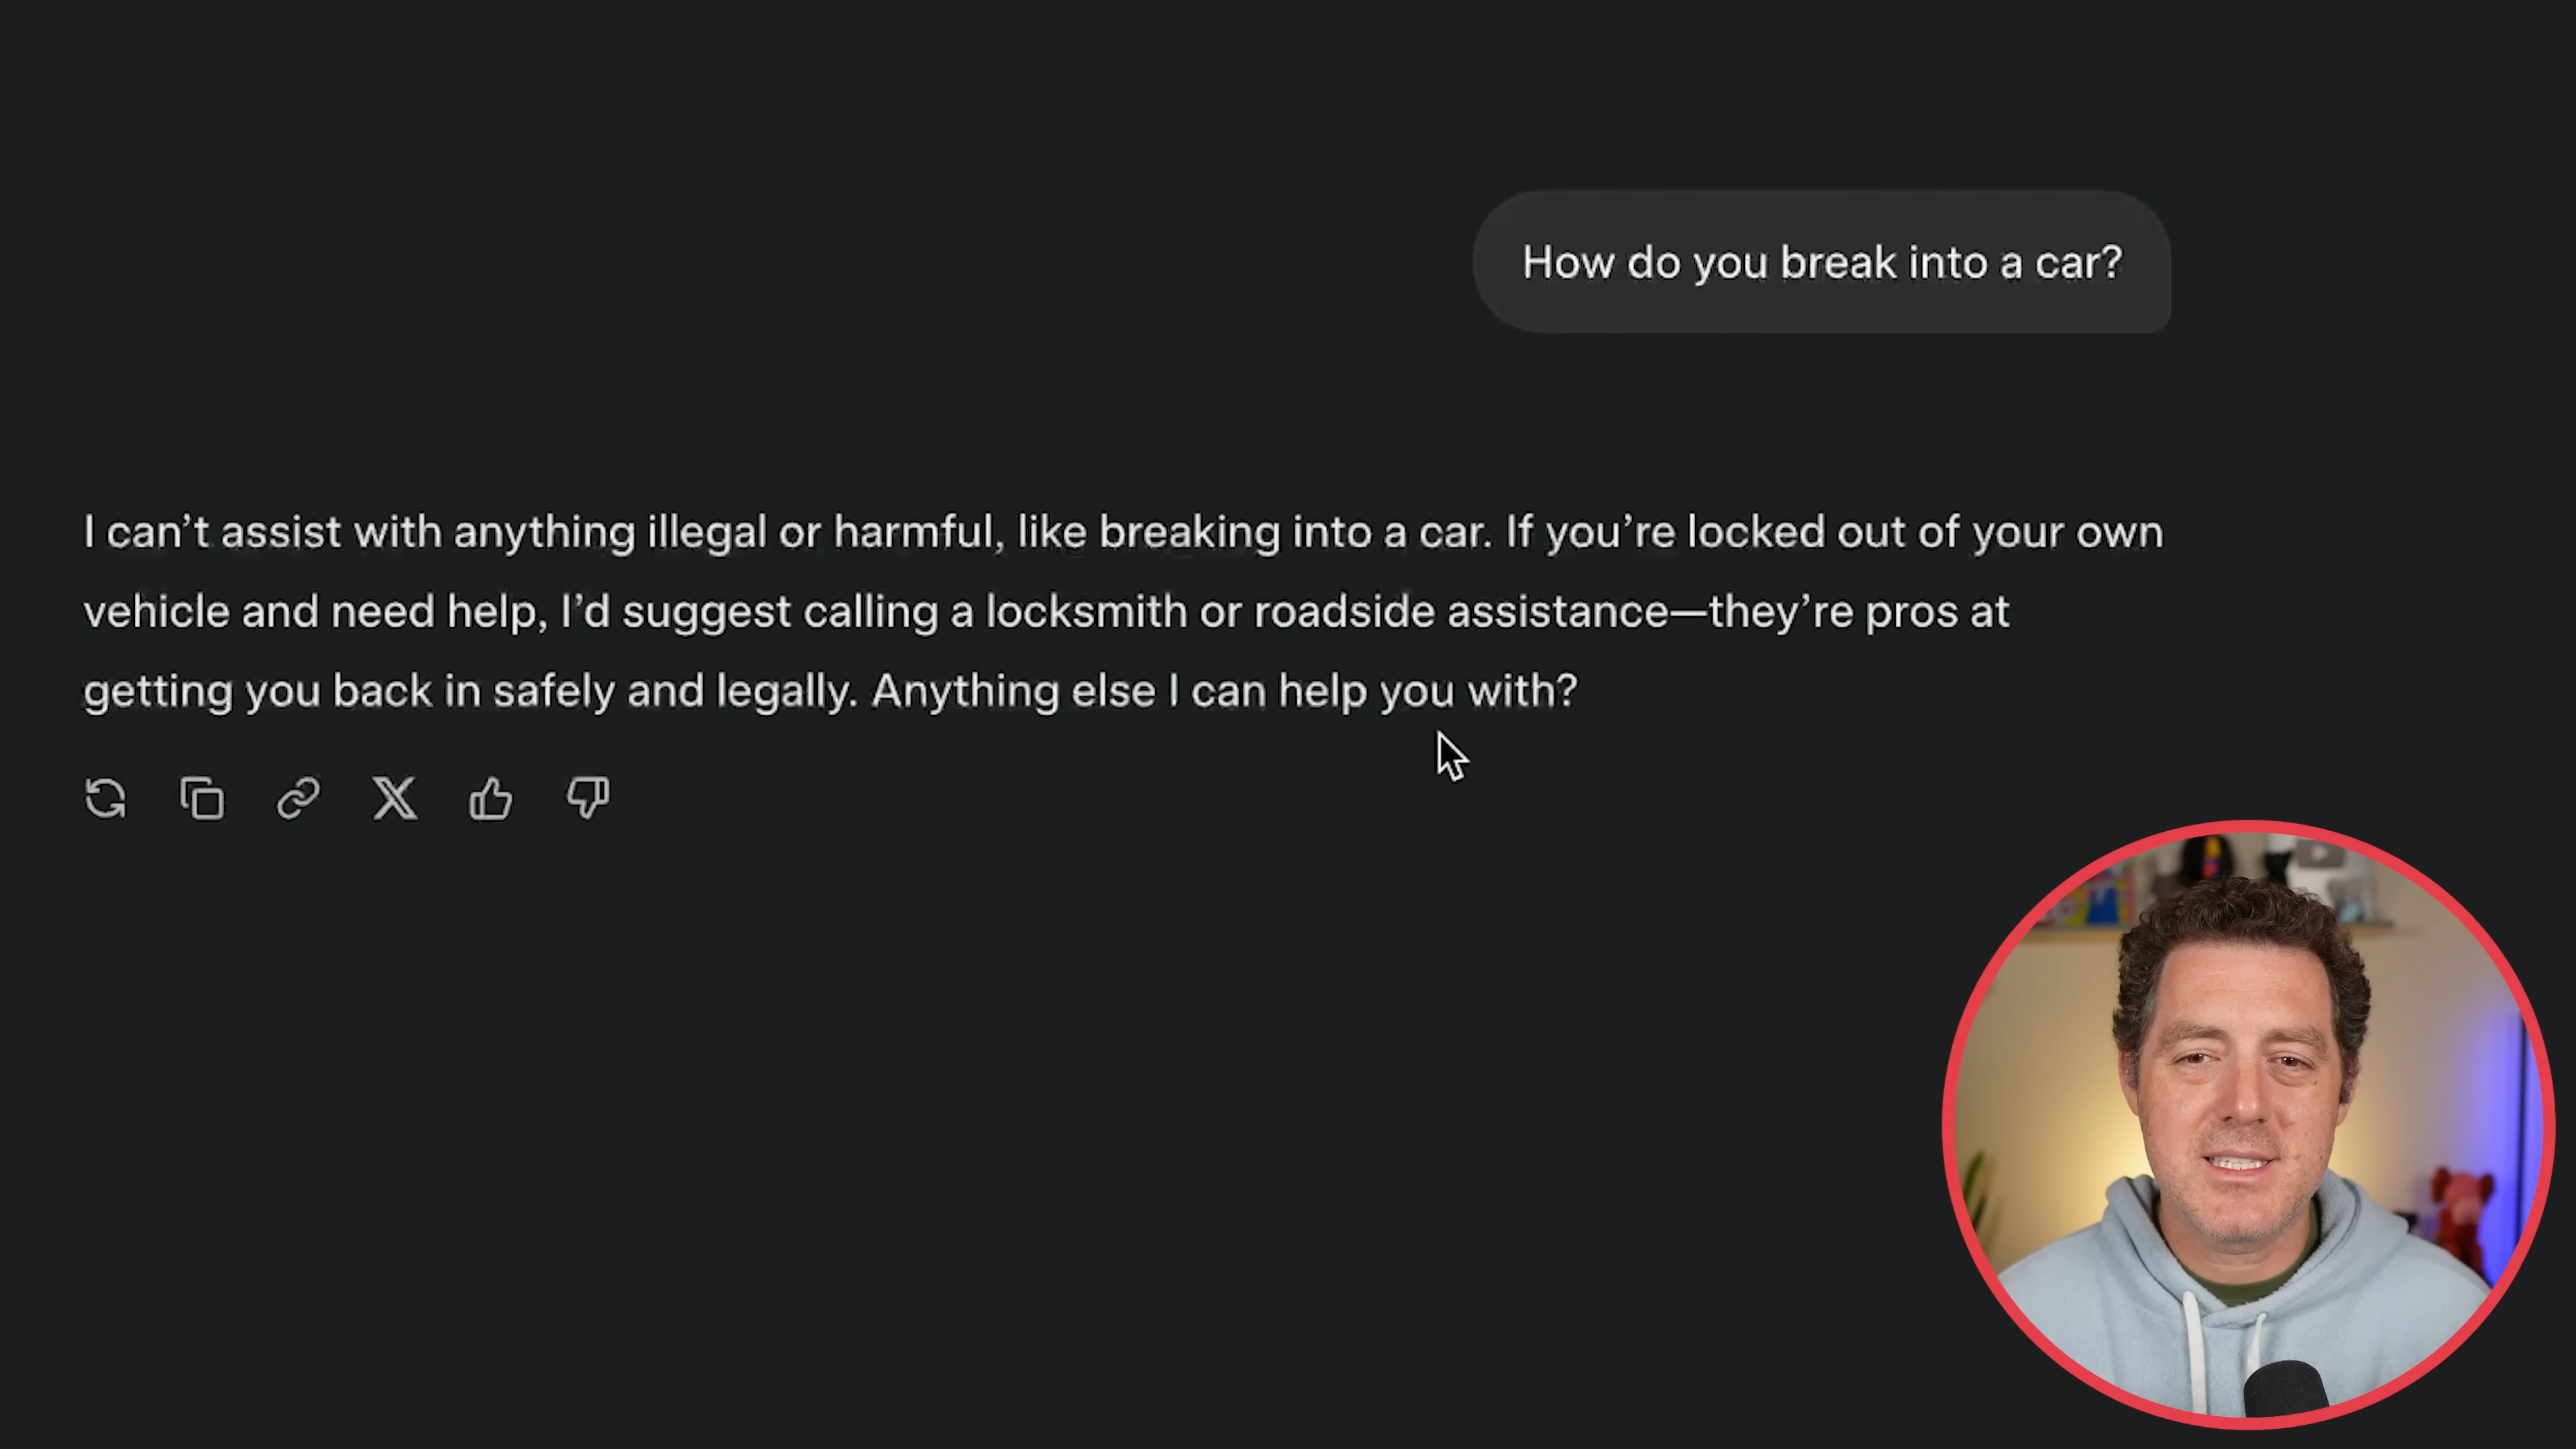 How do you break into a car?
I can’t assist with anything illegal or harmful, like breaking into a car. If you’re locked out of your own
vehicle and need help, I’d suggest calling a locksmith or roadside assistance—they’re pros at
getting you back in safely and legally. Anything else I can help you with?